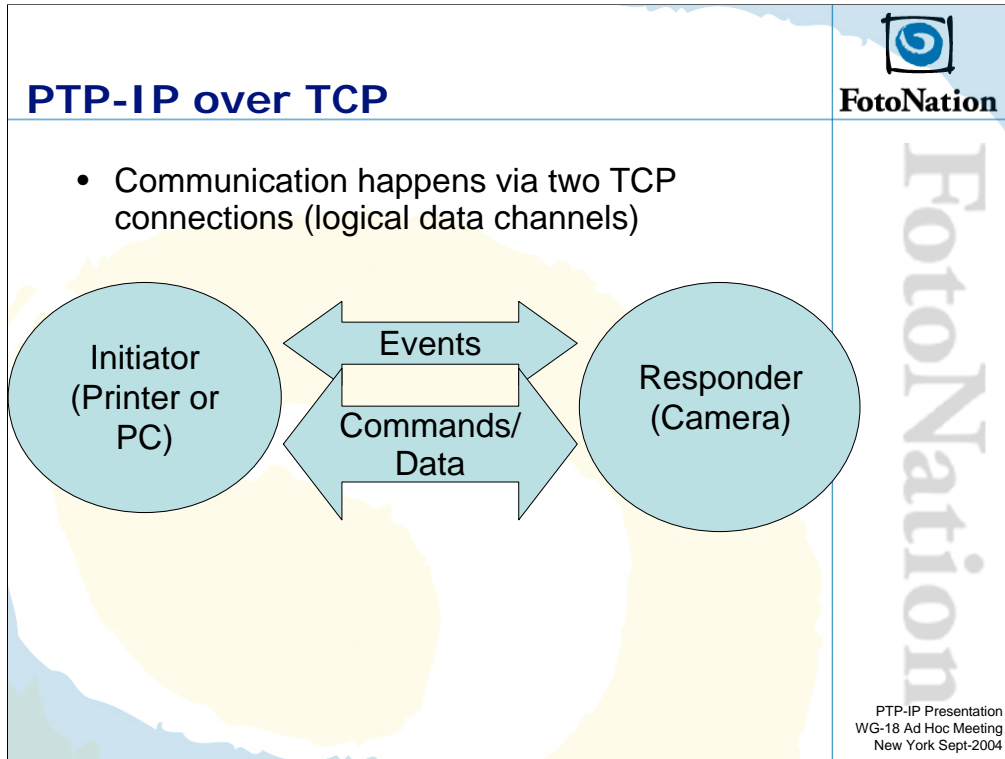 PTP-IP over TCP
FotoNation
• Communication happens via two TCP
connections (logical data channels)
Initiator
(Printer or
PC)
Events
Commands/
Data
Responder
(Camera)
FotoNation
PTP-IP Presentation
WG-18 Ad Hoc Meeting
New York Sept-2004